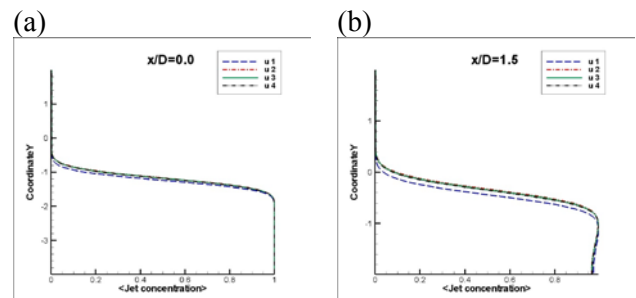 (a)
(b)
x/D=0.0
u 1
u 2
u 3
u 4
1
0
-1
-2
-3
CoordinateY
0
0.2
0.4
0.6
0.8
1
<Jet concentration>
x/D=1.5
u 1
u 2
u 3
u 4
1
0
-1
CoordinateY
0
0.2
0.4
0.6
0.8
<Jet concentration>